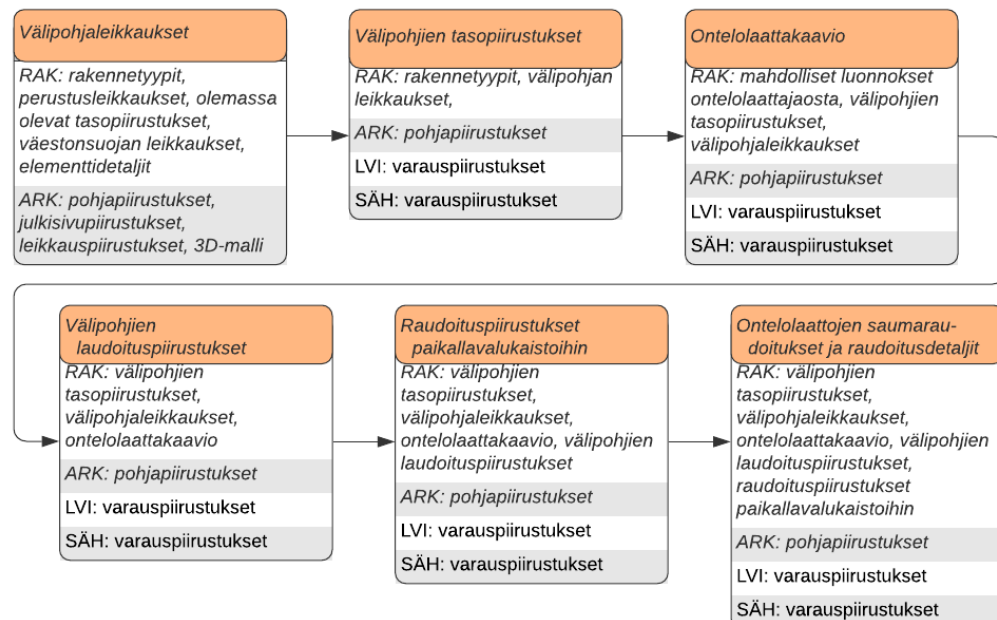 Välipohjaleikkaukset
RAK: rakennetyypit,
perustusleikkaukset, olemassa
olevat tasopiirustukset,
väestonsuojan leikkaukset,
elementtidetaljit
ARK: pohjapiirustukset,
julkisivupiirustukset,
leikkauspiirustukset, 3D-malli
Välipohjien tasopiirustukset
RAK: rakennetyypit, välipohjan
leikkaukset,
ARK: pohjapiirustukset
LVI: varauspiirustukset
SÄH: varauspiirustukset
Ontelolaattakaavio
RAK: mahdolliset luonnokset
ontelolaattajaosta, välipohjien
tasopiirustukset,
välipohjaleikkaukset
ARK: pohjapiirustukset
LVI: varauspiirustukset
SÄH: varauspiirustukset
Välipohjien
laudoituspiirustukset
RAK: välipohjien
tasopiirustukset,
välipohjaleikkaukset,
ontelolaattakaavio
ARK: pohjapiirustukset
LVI: varauspiirustukset
SÄH: varauspiirustukset
Raudoituspiirustukset
paikallavalukaistoihin
RAK: välipohjien
tasopiirustukset,
välipohjaleikkaukset,
ontelolaattakaavio, välipohjien
laudoituspiirustukset
ARK: pohjapiirustukset
LVI: varauspiirustukset
SÄH: varauspiirustukset
Ontelolaattojen saumarau-
doitukset ja raudoitusdetaljit
RAK: välipohjien
tasopiirustukset,
välipohjaleikkaukset,
ontelolaattakaavio, välipohjien
laudoituspiirustukset,
raudoituspiirustukset
paikallavalukaistoihin
ARK: pohjapiirustukset
LVI: varauspiirustukset
SÄH: varauspiirustukset